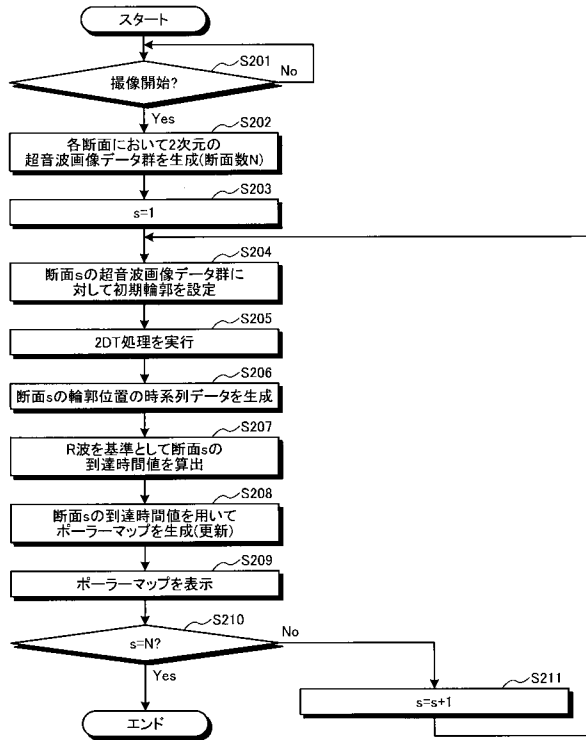 スタート
S201
撮像開始?
No
Yes
S202
各断面において2次元の
超音波画像データ群を生成(断面数N)
S203
s=1
S204
断面sの超音波画像データ群に
対して初期輪郭を設定
S205
2DT処理を実行
S206
断面sの輪郭位置の時系列データを生成
S207
R波を基準として断面sの
到達時間値を算出
S208
断面sの到達時間値を用いて
ポーラーマップを生成(更新)
S209
ポーラーマップを表示
S210
s=N?
No
Yes
S211
s=s+1
エンド